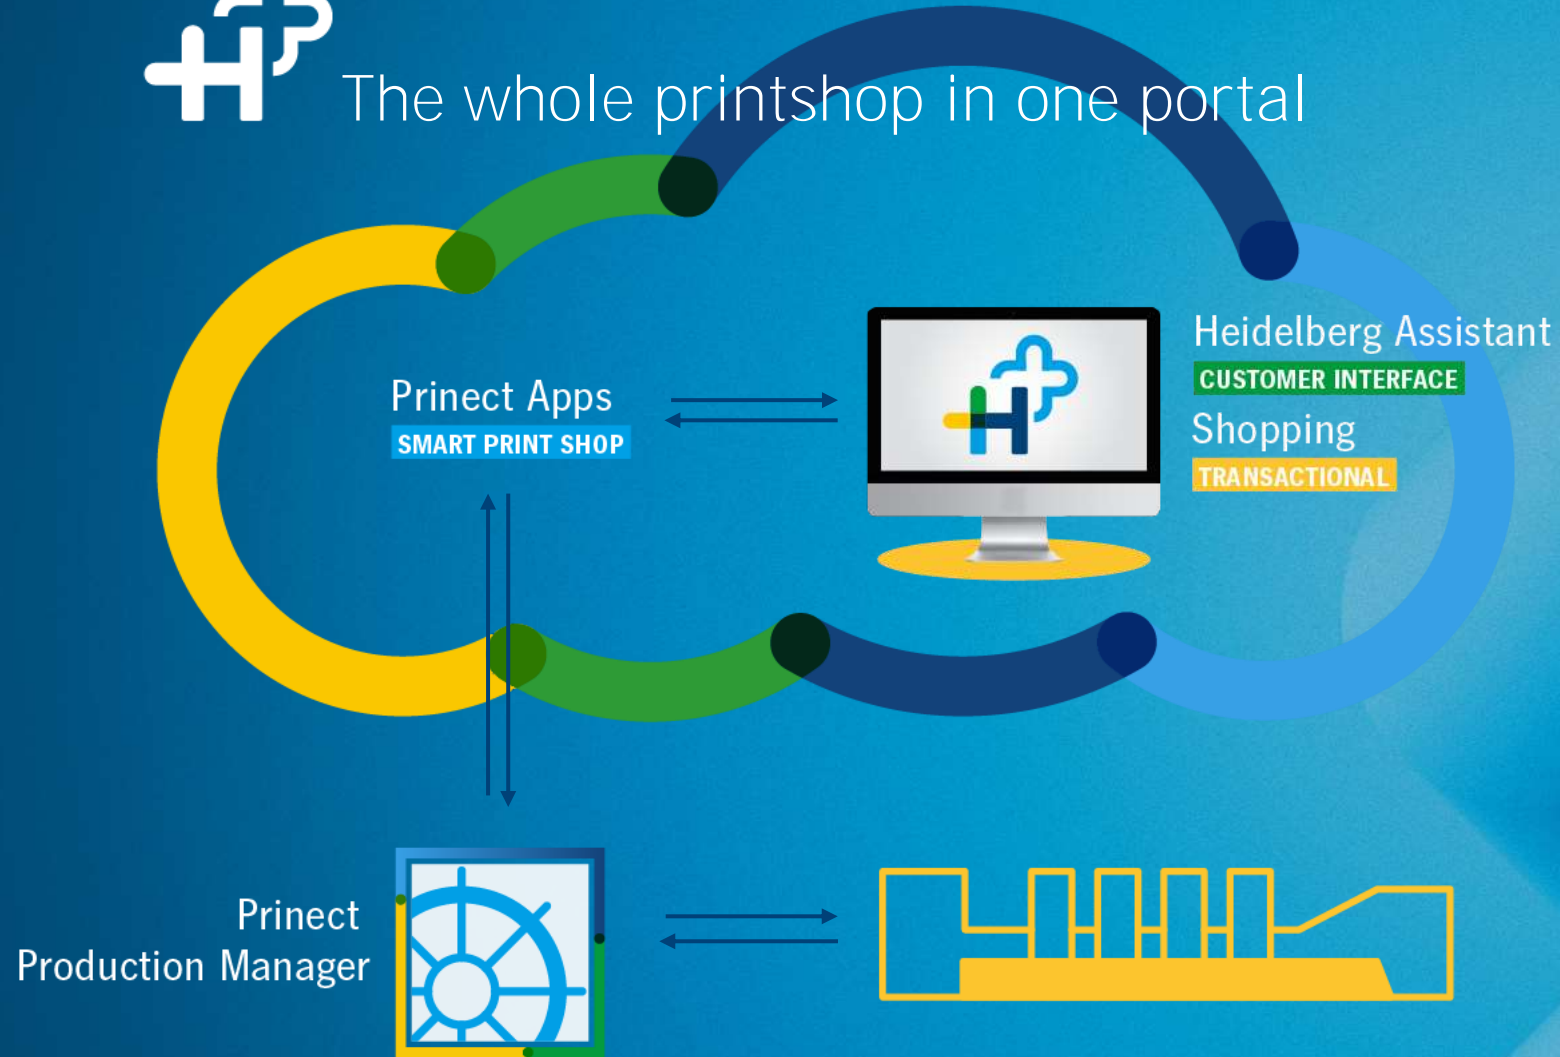 The whole printshop in one portal
Heidelberg Assistant
CUSTOMER INTERFACE
Shopping
TRANSACTIONAL
Prinect Apps
SMART PRINT SHOP
Prinect
Production Manager